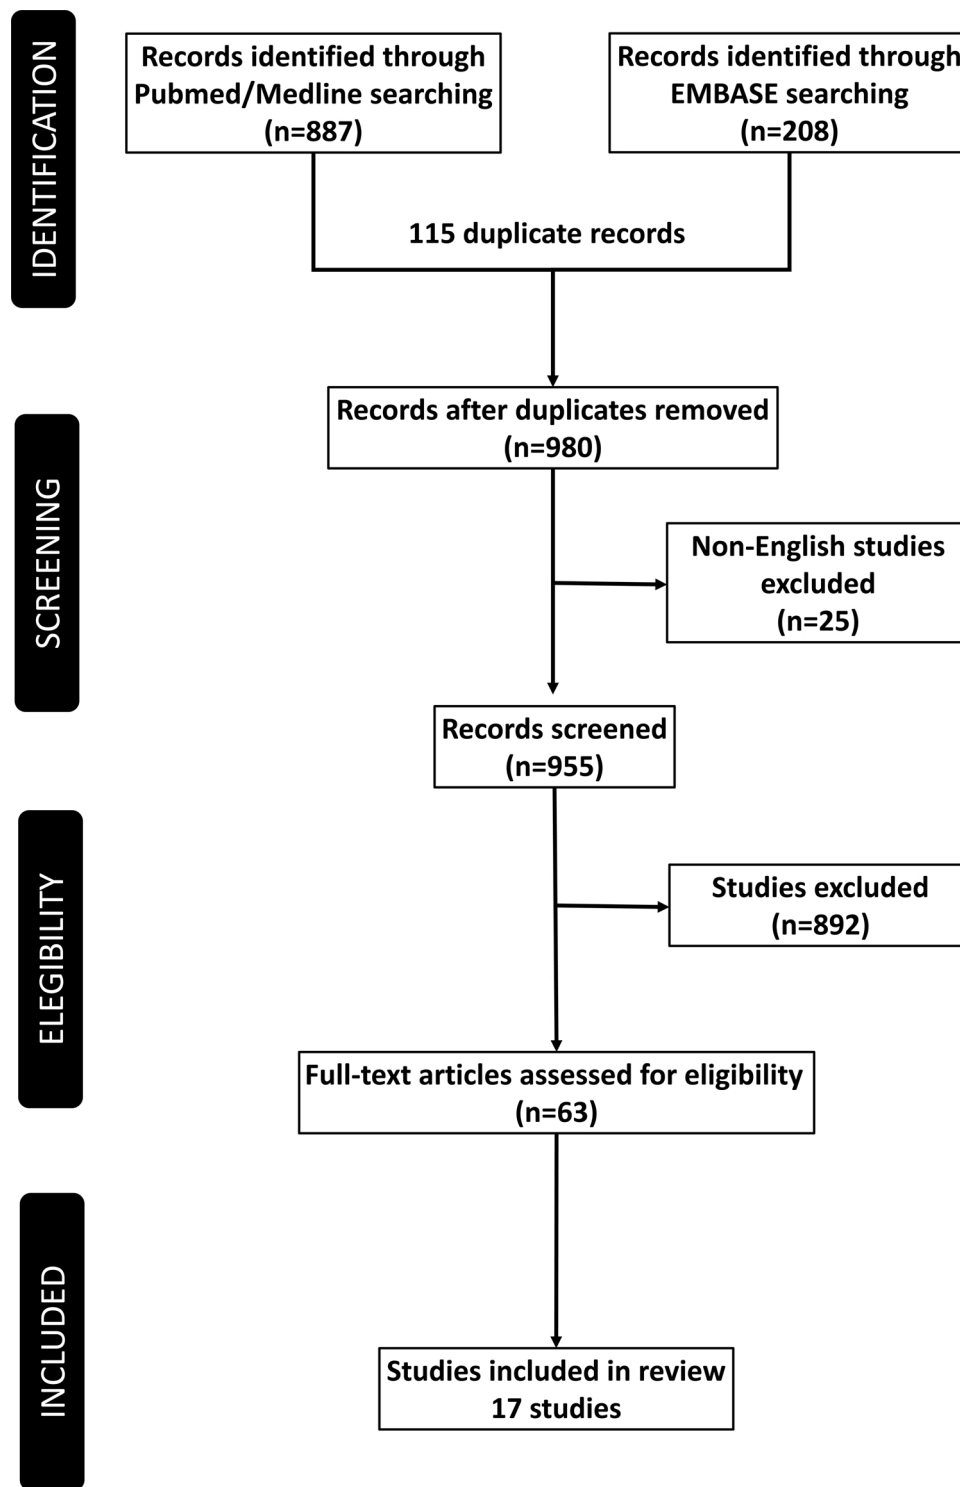 IDENTIFICATION
Records identified through
Pubmed/Medline searching
(n=887)
Records identified through
EMBASE searching
(n=208)
115 duplicate records
SCREENING
Records after duplicates removed
(n=980)
Non-English studies
excluded
(n=25)
Records screened
(n=955)
ELEGIBILITY
Studies excluded
(n=892)
Full-text articles assessed for eligibility
(n=63)
INCLUDED
Studies included in review
17 studies